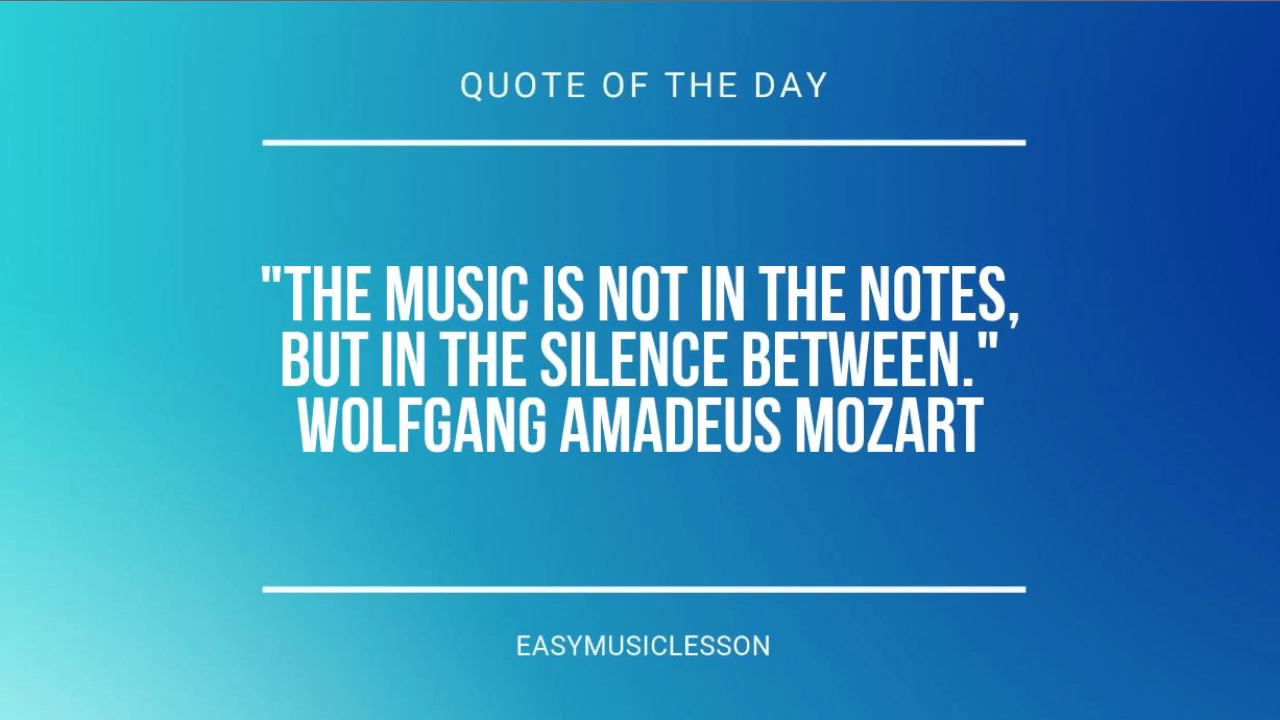 QUOTE OF THE DAY
"THE MUSIC IS NOT IN THE NOTES,
BUT IN THE SILENCE BETWEEN."
WOLFGANG AMADEUS MOZART
EASYMUSICLESSON